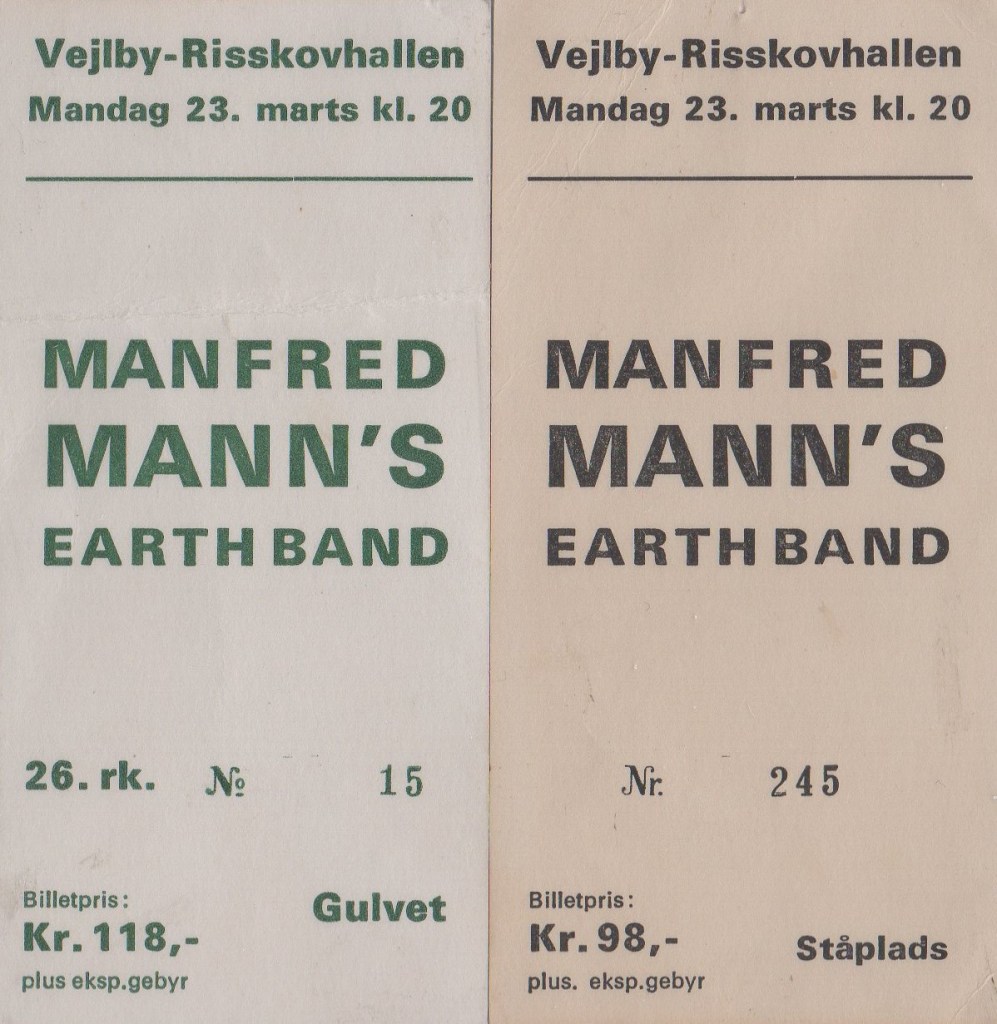 Vejlby-Risskovhallen
Mandag 23. marts kl. 20
MANFRED
MANN'S
EARTH BAND
26. rk. № 15
Billetpris:
Kr. 118,-
Gulvet
plus eksp.gebyr
Vejlby-Risskovhallen
Mandag 23. marts kl. 20
MANFRED
MANN'S
EARTH BAND
Nr. 245
Billetpris:
Kr. 98,-
Ståplads
plus. eksp.gebyr